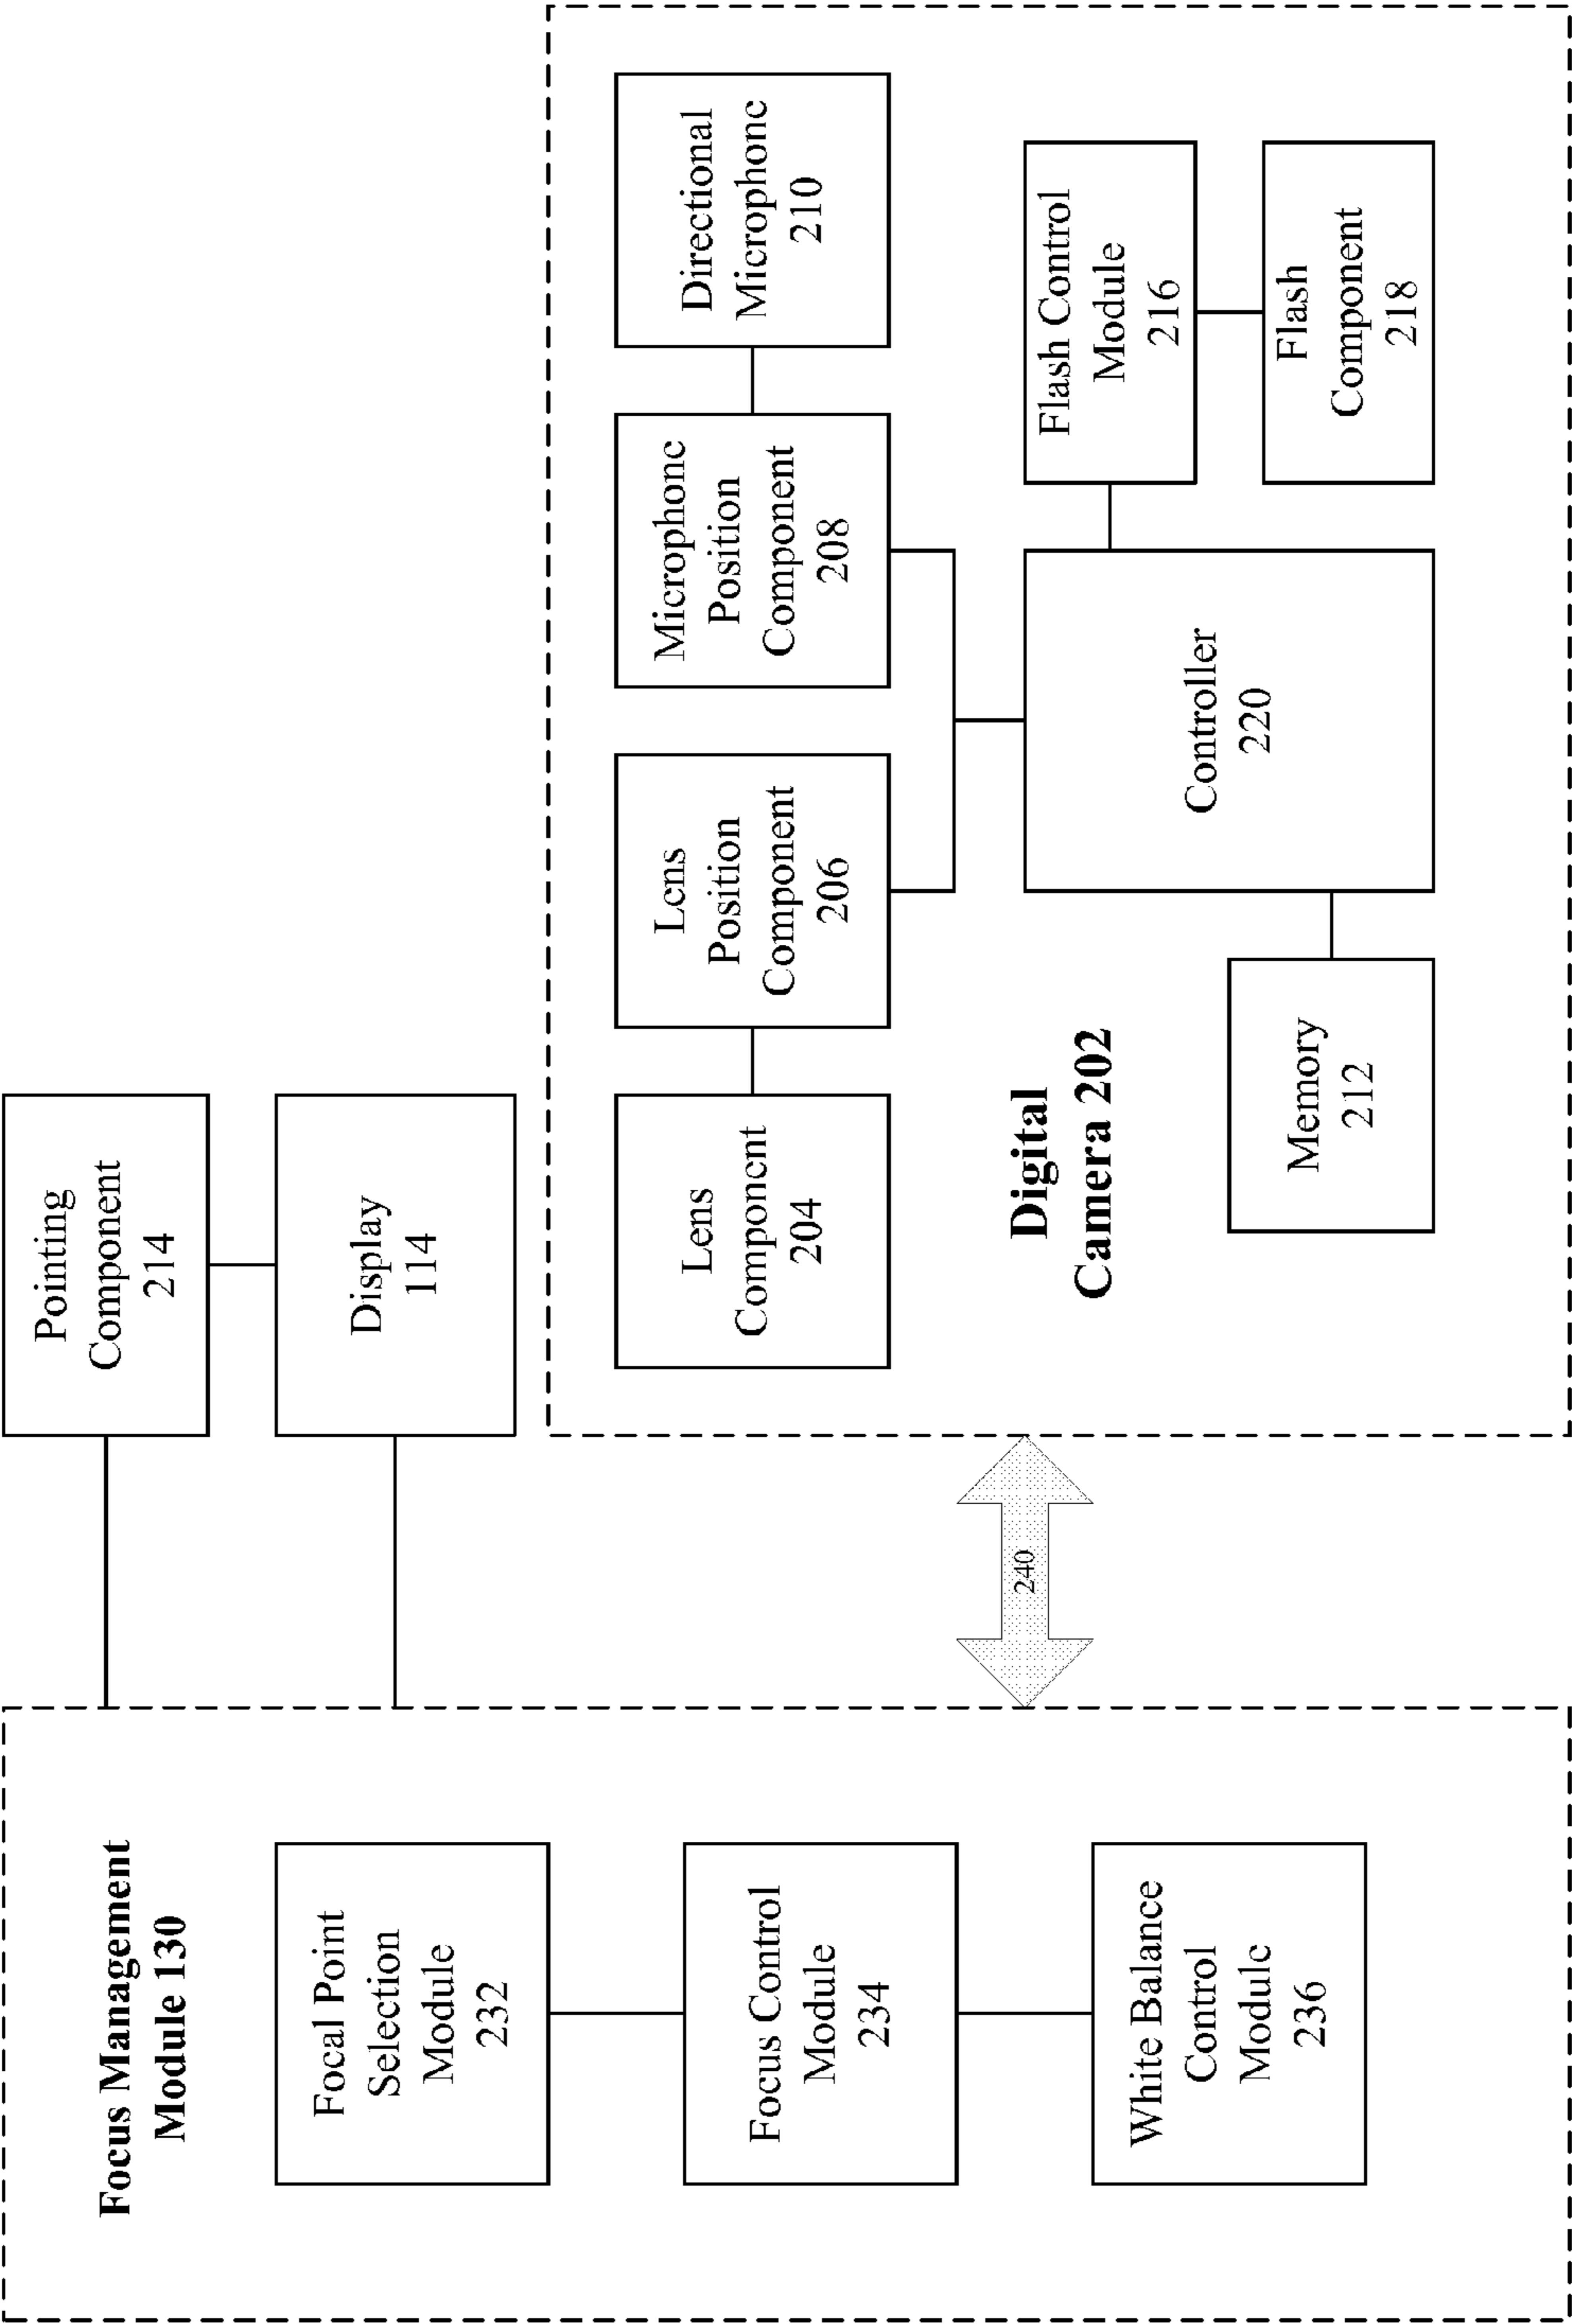 Focus Management
Module 130
Focal Point
Selection
Module
232
Focus Control
Module
234
White Balance
Control
Module
236
Pointing
Component
214
Display
114
240
Lens
Component
204
Lens
Position
Component
206
Microphone
Position
Component
208
Directional
Microphone
210
Digital
Camera 202
Memory
212
Controller
220
Flash Control
Module
216
Flash
Component
218